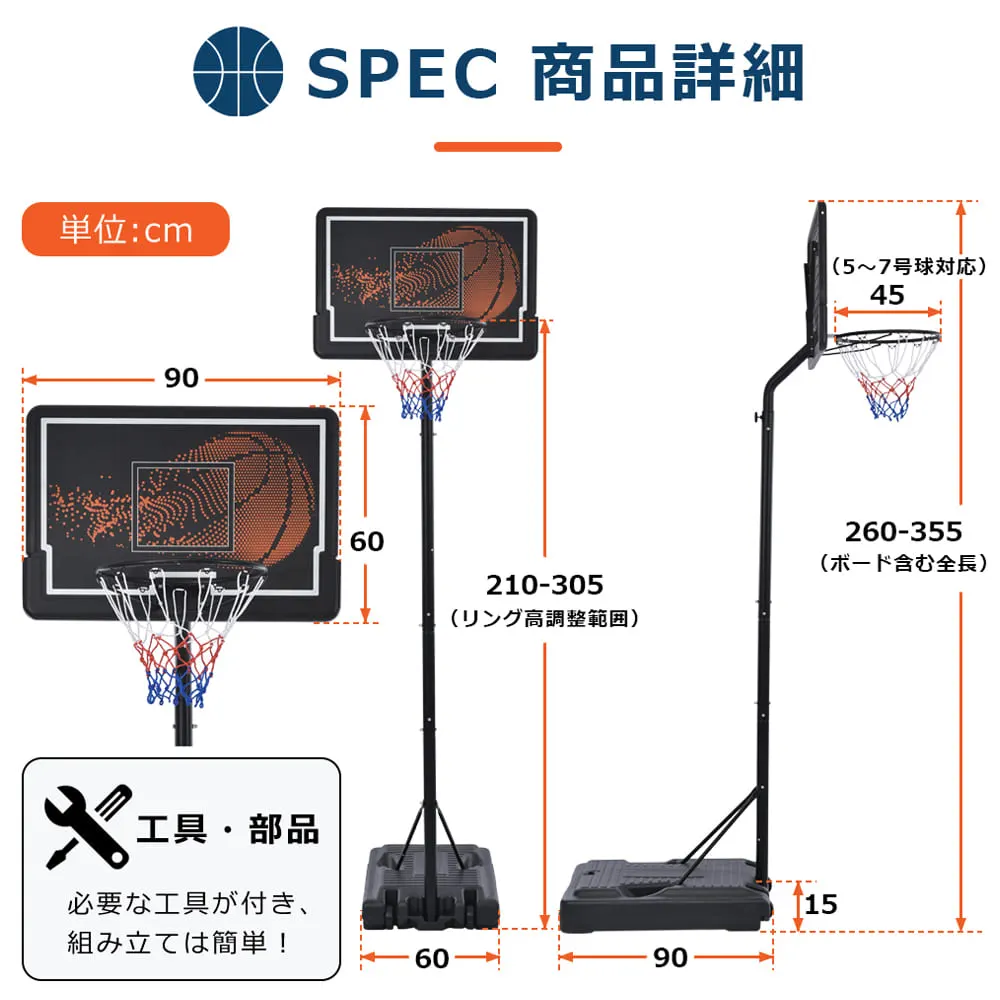 SPEC 商品詳細
単位:cm
(5～7号球対応)
45
90
60
260-355
(ボード含む全長)
210-305
(リング高調整範囲)
工具・部品
必要な工具が付き、
組み立ては簡単！
15
60
90